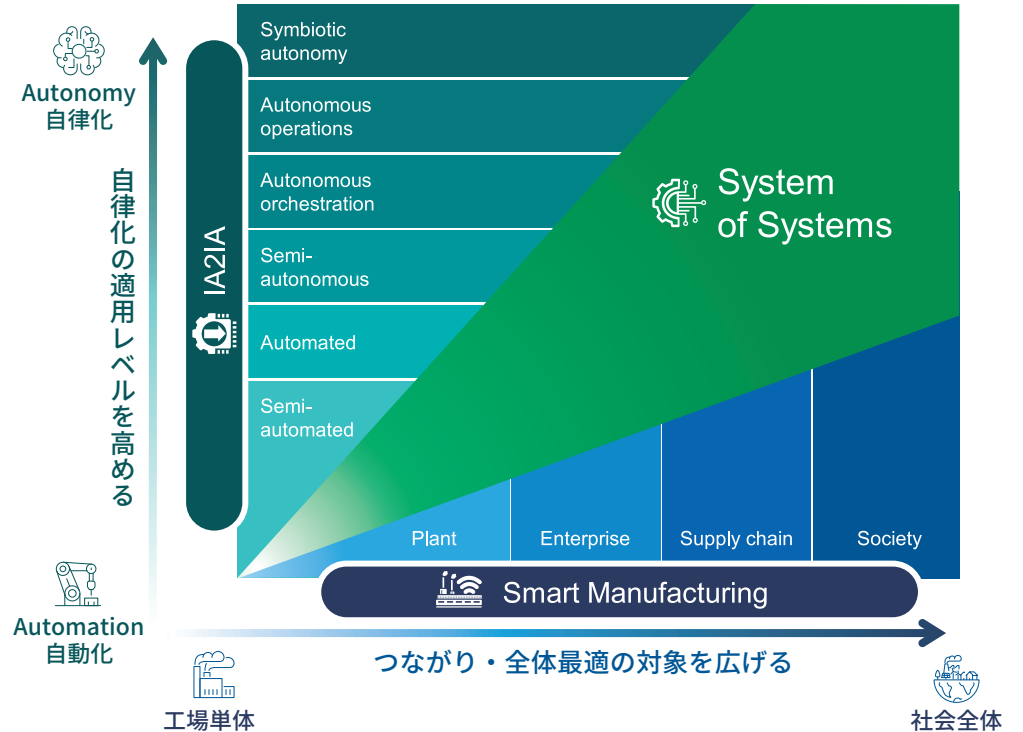 Autonomy
自律化
自律化の適用レベルを高める
Automation
自動化
IA2IA
Symbiotic
autonomy
Autonomous
operations
Autonomous
orchestration
Semi-
autonomous
Automated
Semi-
automated
System
of Systems
Plant
Enterprise
Supply chain
Society
Smart Manufacturing
つながり・全体最適の対象を広げる
工場単体
社会全体